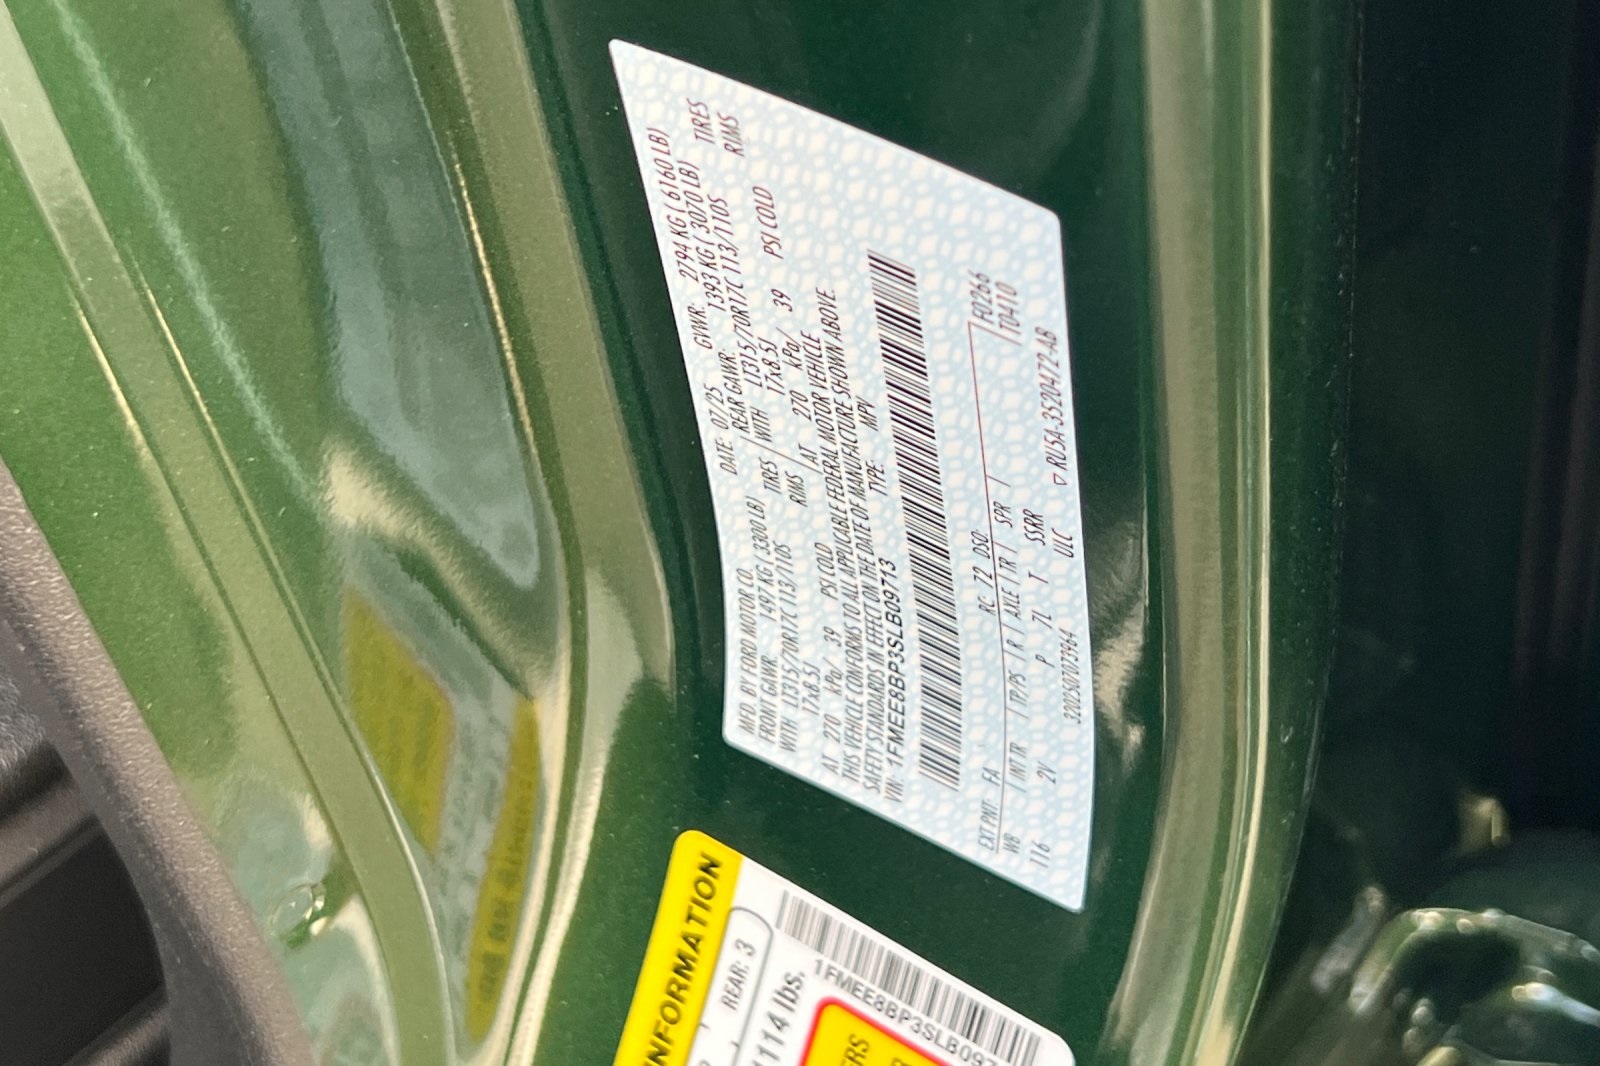 MFD. BY FORD MOTOR CO.
DATE: 07/25 GVWR: 2794 KG ( 6160 LB)
FRONT GAWR: 1497 KG ( 3300 LB) REAR GAWR: 1393 KG ( 3070 LB)
WITH LT315/70R17C 113/110S TIRES WITH LT315/70R17C 113/110S TIRES
17x8.5J RIMS 17x8.5J RIMS
AT 270 kPa/ 39 PSI COLD AT 270 kPa/ 39 PSI COLD
THIS VEHICLE CONFORMS TO ALL APPLICABLE FEDERAL MOTOR VEHICLE
SAFETY STANDARDS IN EFFECT ON THE DATE OF MANUFACTURE SHOWN ABOVE.
VIN: 1FMEE8BP3SLB09713 TYPE: MPV
EXT PNT: FA RC: 72 DSO: F0266
WB INT TR TP/PS R AXLE TR SPR T0410
116 2V P 7L T SSRR
ULC ▽ RU5A-3520472-AB
3202507073964
INFORMATION
REAR: 3
1114 lbs.
1FMEE8BP3SLB097
ERS